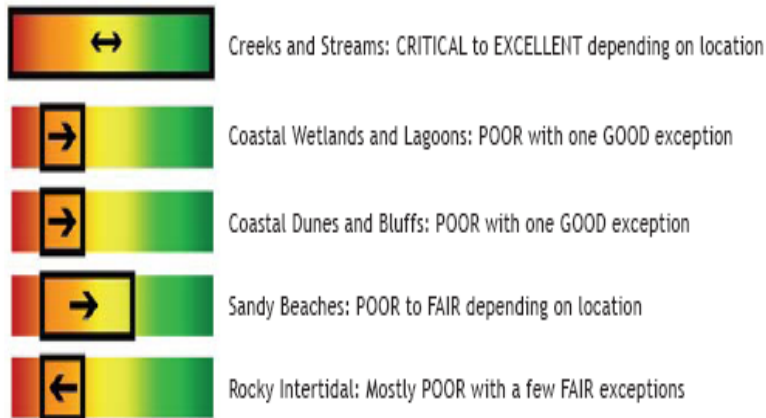 Creeks and Streams: CRITICAL to EXCELLENT depending on location
Coastal Wetlands and Lagoons: POOR with one GOOD exception
Coastal Dunes and Bluffs: POOR with one GOOD exception
Sandy Beaches: POOR to FAIR depending on location
Rocky Intertidal: Mostly POOR with a few FAIR exceptions